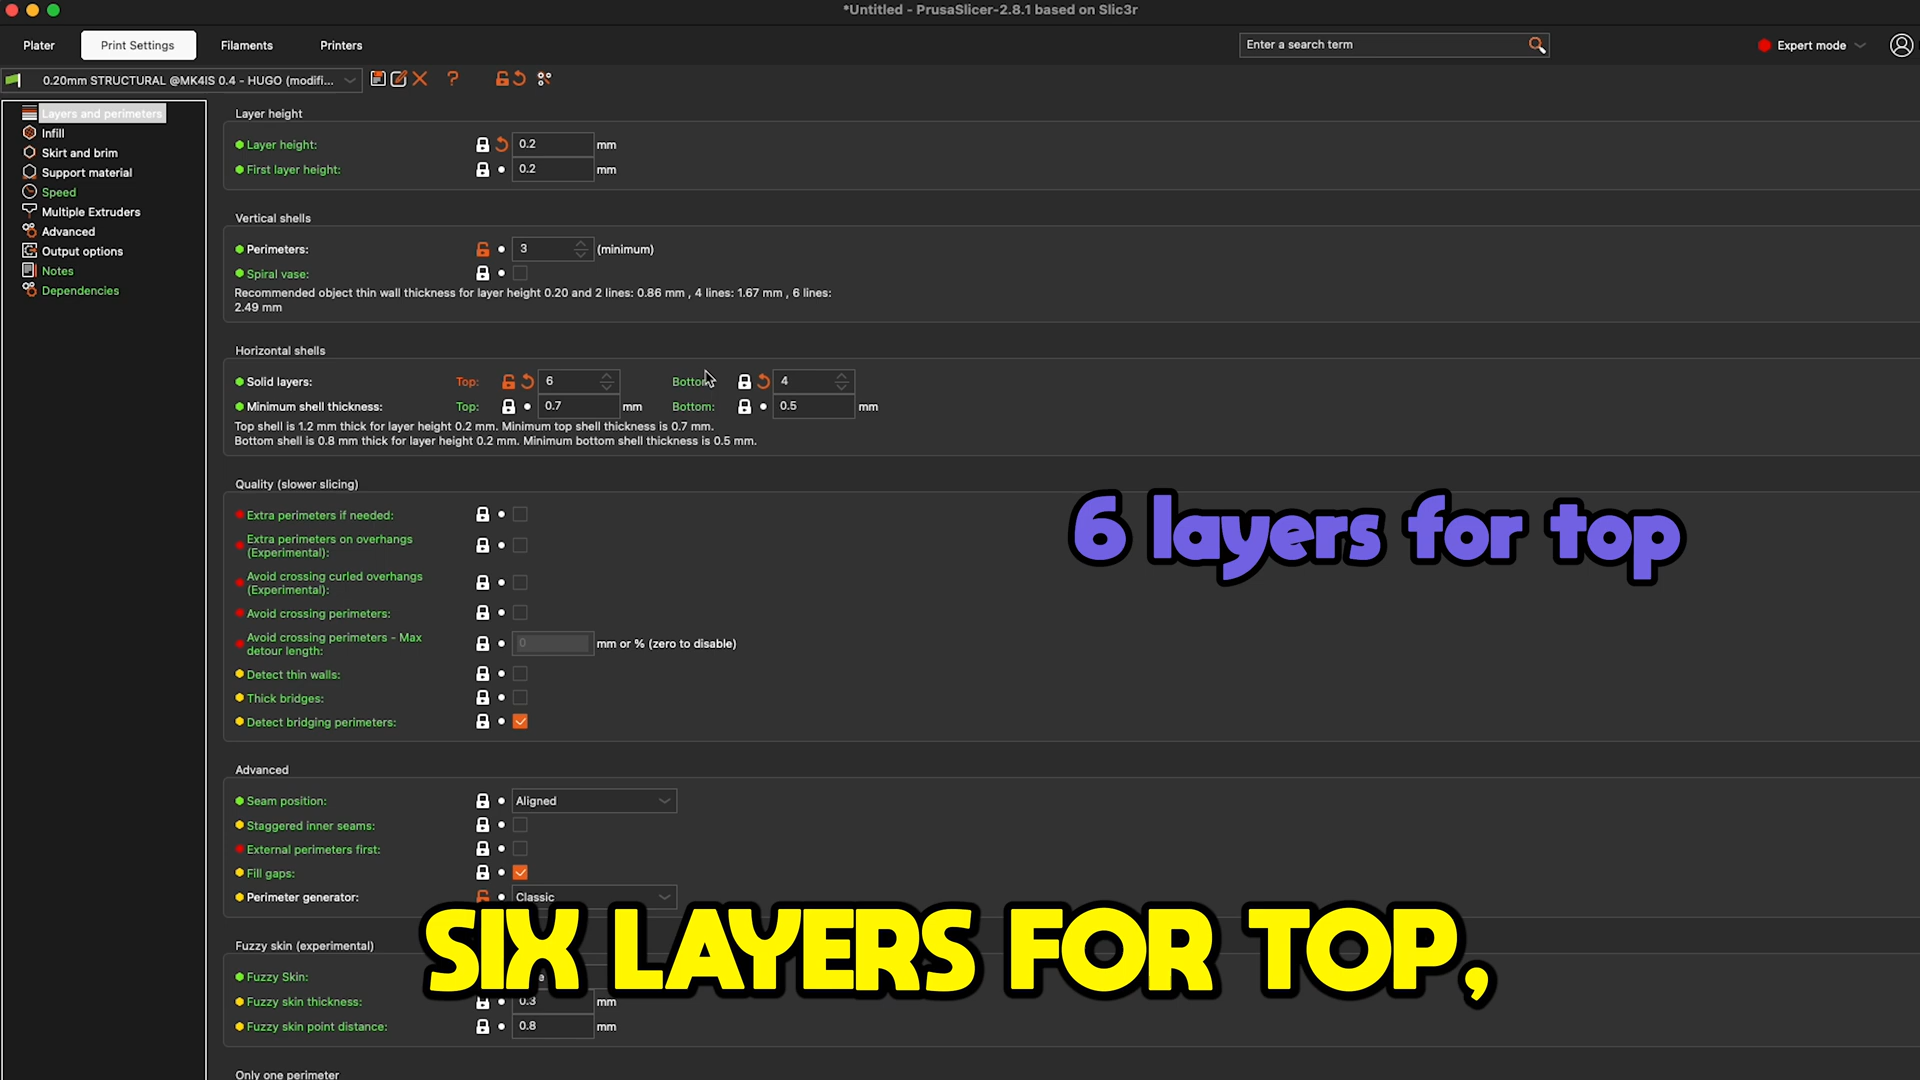 *Untitled - PrusaSlicer-2.8.1 based on Slic3r
Plater Print Settings Filaments Printers Enter a search term Expert mode
0.20mm STRUCTURAL @MK4IS 0.4 - HUGO (modifi... ?
Layers and perimeters
Infill
Skirt and brim
Support material
Speed
Multiple Extruders
Advanced
Output options
Notes
Dependencies
Layer height
Layer height: 0.2 mm
First layer height: 0.2 mm
Vertical shells
Perimeters: 3 (minimum)
Spiral vase:
Recommended object thin wall thickness for layer height 0.20 and 2 lines: 0.86 mm , 4 lines: 1.67 mm , 6 lines:
2.49 mm
Horizontal shells
Solid layers: Top: 6 Bottom: 4
Minimum shell thickness: Top: 0.7 mm Bottom: 0.5 mm
Top shell is 1.2 mm thick for layer height 0.2 mm. Minimum top shell thickness is 0.7 mm.
Bottom shell is 0.8 mm thick for layer height 0.2 mm. Minimum bottom shell thickness is 0.5 mm.
Quality (slower slicing)
Extra perimeters if needed:
Extra perimeters on overhangs
(Experimental):
Avoid crossing curled overhangs
(Experimental):
Avoid crossing perimeters:
Avoid crossing perimeters - Max
detour length: 0 mm or % (zero to disable)
Detect thin walls:
Thick bridges:
Detect bridging perimeters:
6 layers for top
Advanced
Seam position: Aligned
Staggered inner seams:
External perimeters first:
Fill gaps:
Perimeter generator: Classic
SIX LAYERS FOR TOP,
Fuzzy skin (experimental)
Fuzzy Skin:
Fuzzy skin thickness: 0.3 mm
Fuzzy skin point distance: 0.8 mm
Only one perimeter